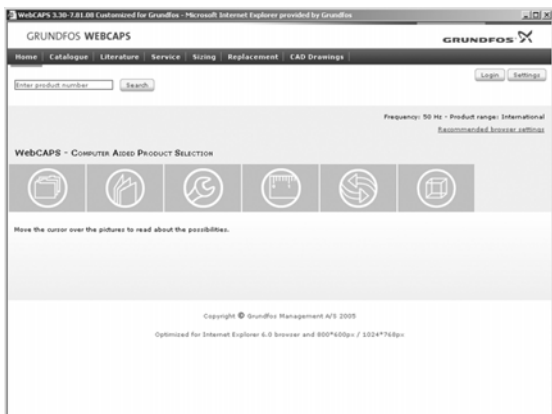 WebCAPS 3.30-7.01.00 Customized for Grundfos - Microsoft Internet Explorer provided by Grundfos
GRUNDFOS WEBCAPS
GRUNDFOS
Home Catalogue Literature Service Sizing Replacement CAD Drawings
Login Settings
Enter product number Search
Frequency: 50 Hz - Product range: International
Recommended browser settings
WEBCAPS - COMPUTER AIDED PRODUCT SELECTION
Move the cursor over the pictures to read about the possibilities.
Copyright © Grundfos Management A/S 2005
Optimized for Internet Explorer 6.0 browser and 800*600px / 1024*768px